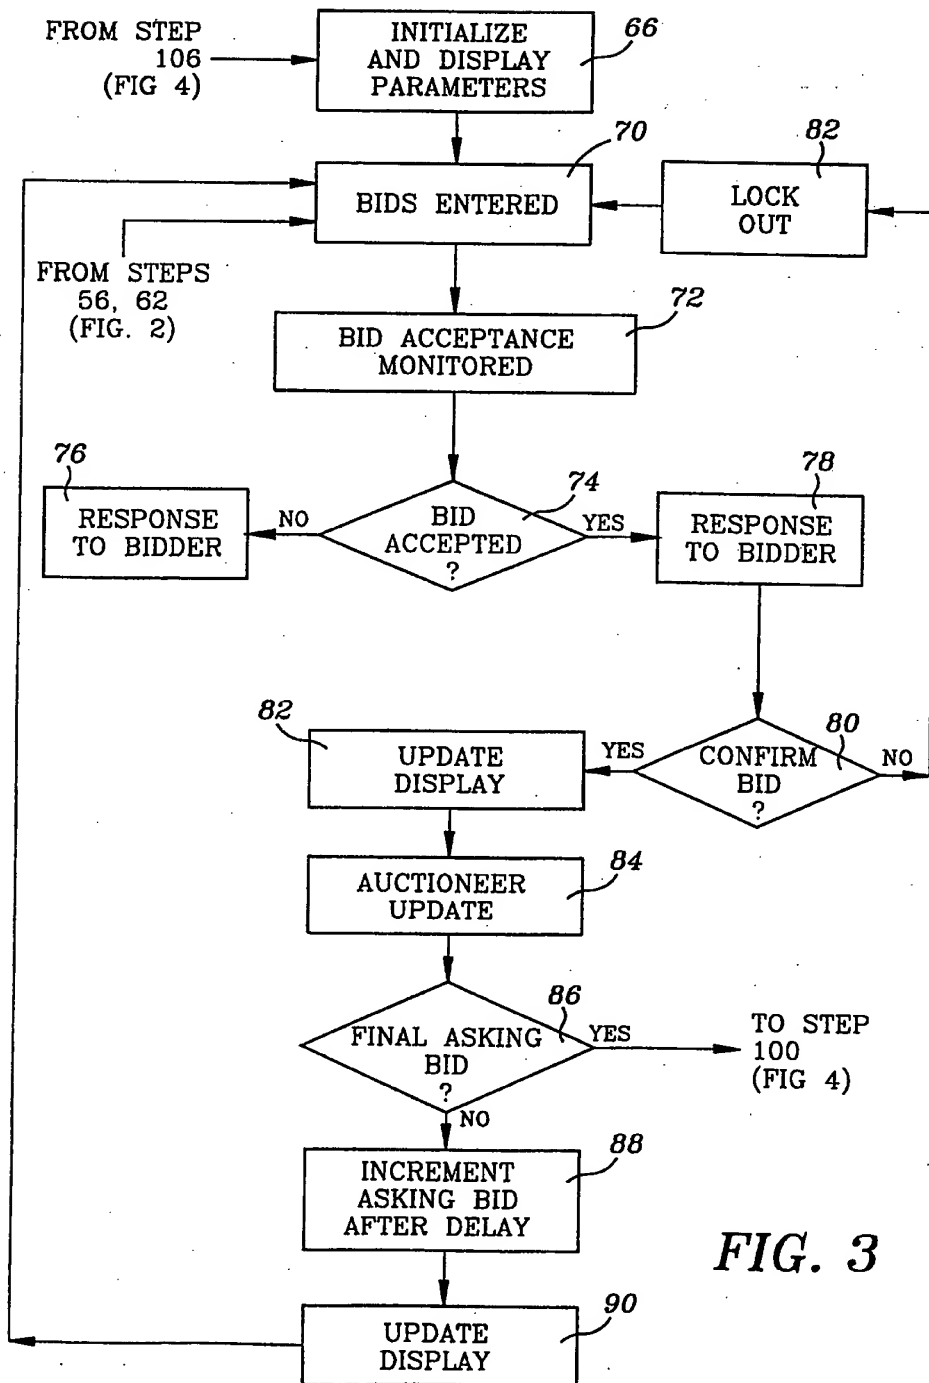 FROM STEP
106
(FIG 4)
INITIALIZE
AND DISPLAY
PARAMETERS
66
70
BIDS ENTERED
82
LOCK
OUT
FROM STEPS
56, 62
(FIG. 2)
72
BID ACCEPTANCE
MONITORED
76
RESPONSE
TO BIDDER
NO
74
BID
ACCEPTED
?
YES
78
RESPONSE
TO BIDDER
82
UPDATE
DISPLAY
YES
80
CONFIRM
BID
?
NO
84
AUCTIONEER
UPDATE
86
FINAL ASKING
BID
?
YES
TO STEP
100
(FIG 4)
NO
88
INCREMENT
ASKING BID
AFTER DELAY
FIG. 3
90
UPDATE
DISPLAY